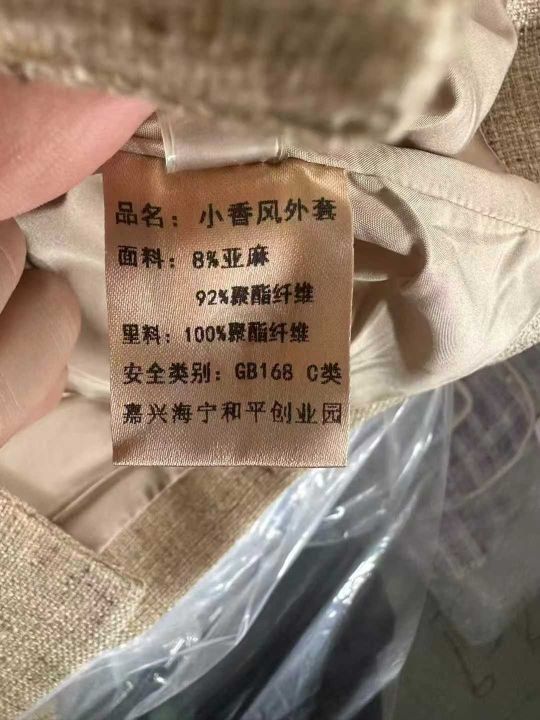 品名：小香风外套
面料：8%亚麻
92%聚酯纤维
里料：100%聚酯纤维
安全类别：GB168 C类
嘉兴海宁和平创业园